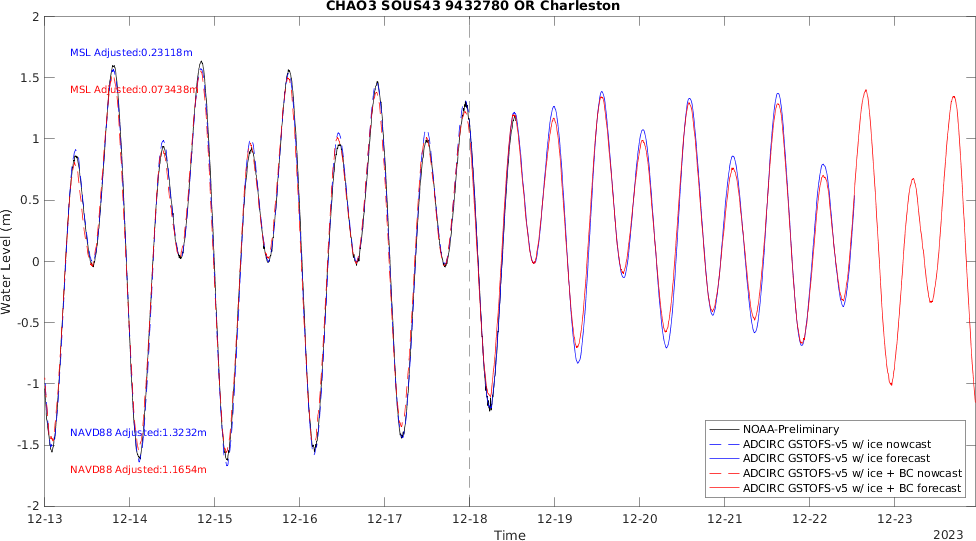 CHAO3 SOUS43 9432780 OR Charleston
2
1.5
1
0.5
0
-0.5
-1
-1.5
-2
Water Level (m)
MSL Adjusted:0.23118m
MSL Adjusted:0.073438m
NAVD88 Adjusted:1.3232m
NAVD88 Adjusted:1.1654m
NOAA-Preliminary
ADCIRC GSTOFS-v5 w/ ice nowcast
ADCIRC GSTOFS-v5 w/ ice forecast
ADCIRC GSTOFS-v5 w/ ice + BC nowcast
ADCIRC GSTOFS-v5 w/ ice + BC forecast
12-13 12-14 12-15 12-16 12-17 12-18 12-19 12-20 12-21 12-22 12-23
Time
2023